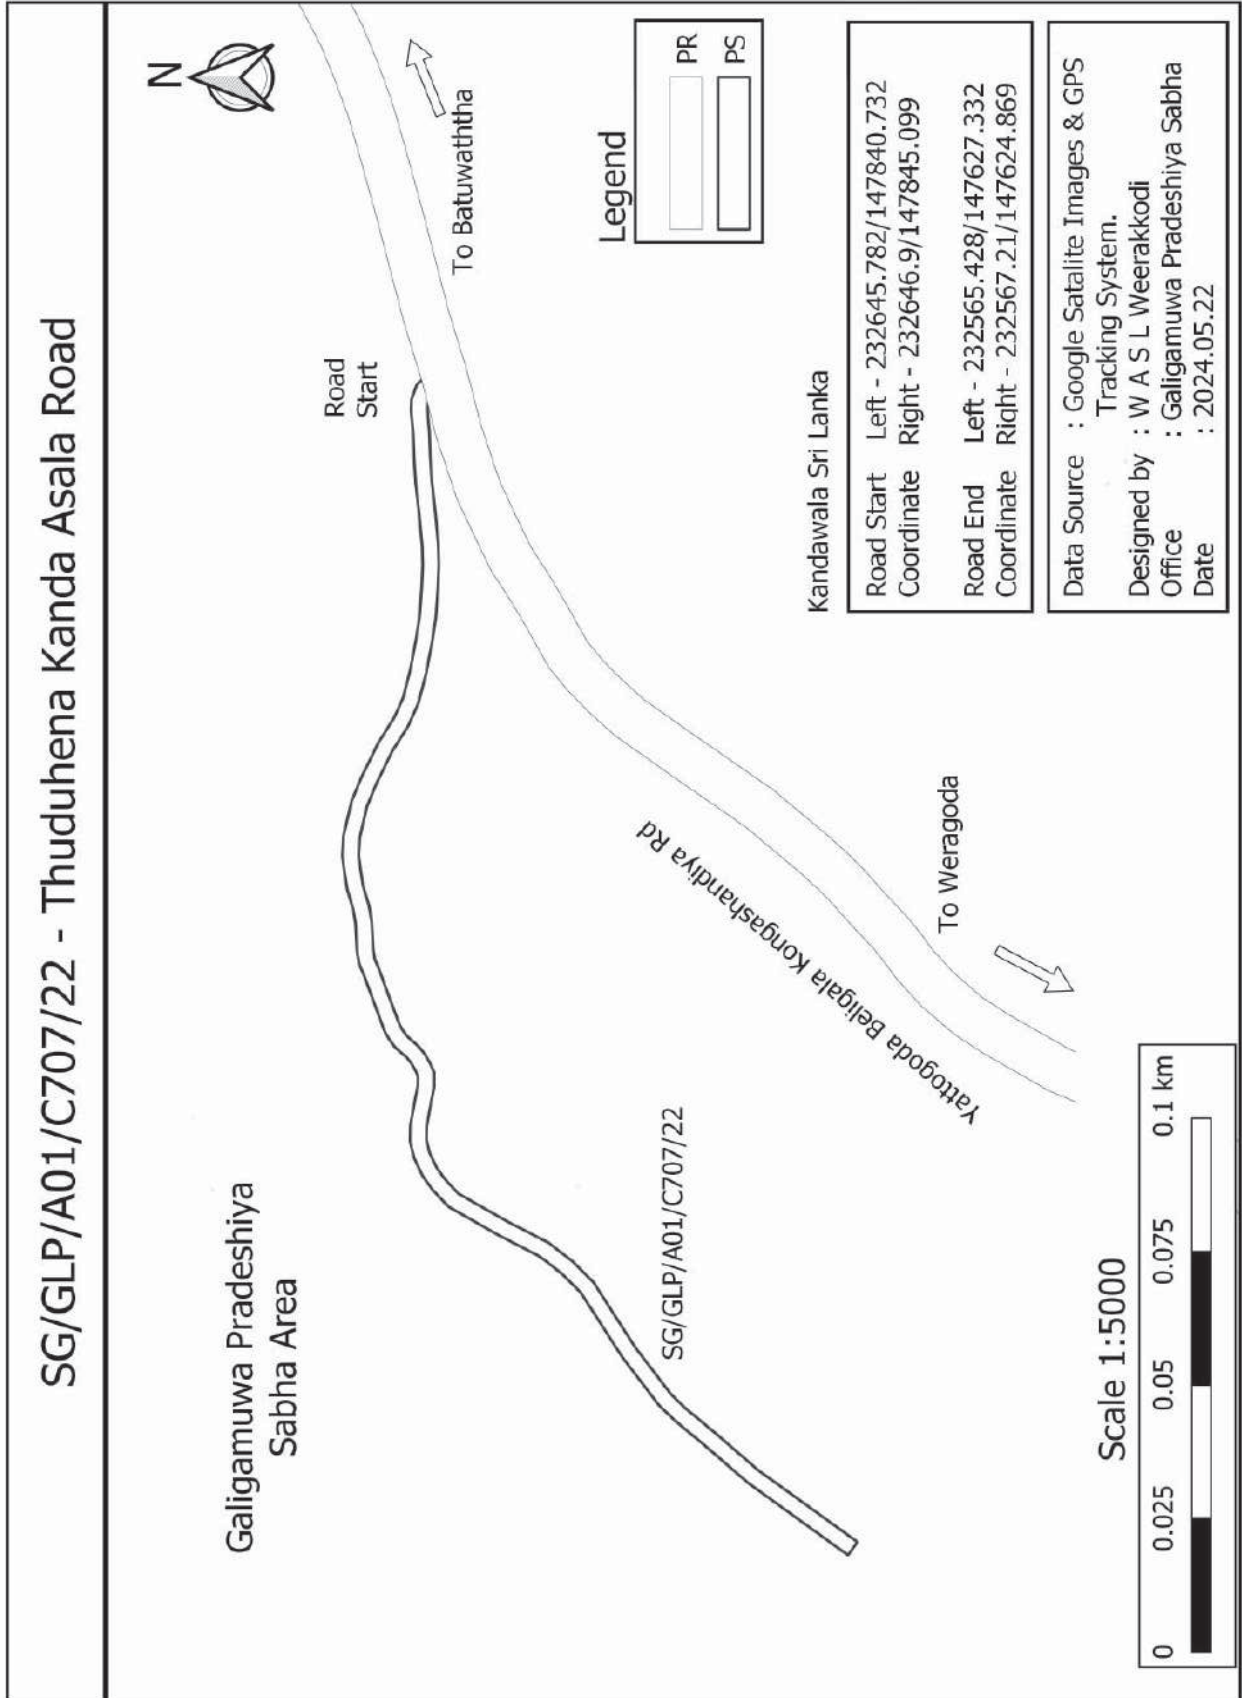 SG/GLP/A01/C707/22 - Thuduhena Kanda Asala Road
N
Galigamuwa Pradeshiya
Sabha Area
Road
Start
To Batuwaththa
Yattogoda Beligala Kongashandiya Rd
SG/GLP/A01/C707/22
To Weragoda
Legend
PR
PS
Kandawala Sri Lanka
Road Start Left - 232645.782/147840.732
Coordinate Right - 232646.9/147845.099
Road End Left - 232565.428/147627.332
Coordinate Right - 232567.21/147624.869
Data Source : Google Satalite Images & GPS
Tracking System.
Designed by : W A S L Weerakkodi
Office : Galigamuwa Pradeshiya Sabha
Date : 2024.05.22
Scale 1:5000
0 0.025 0.05 0.075 0.1 km